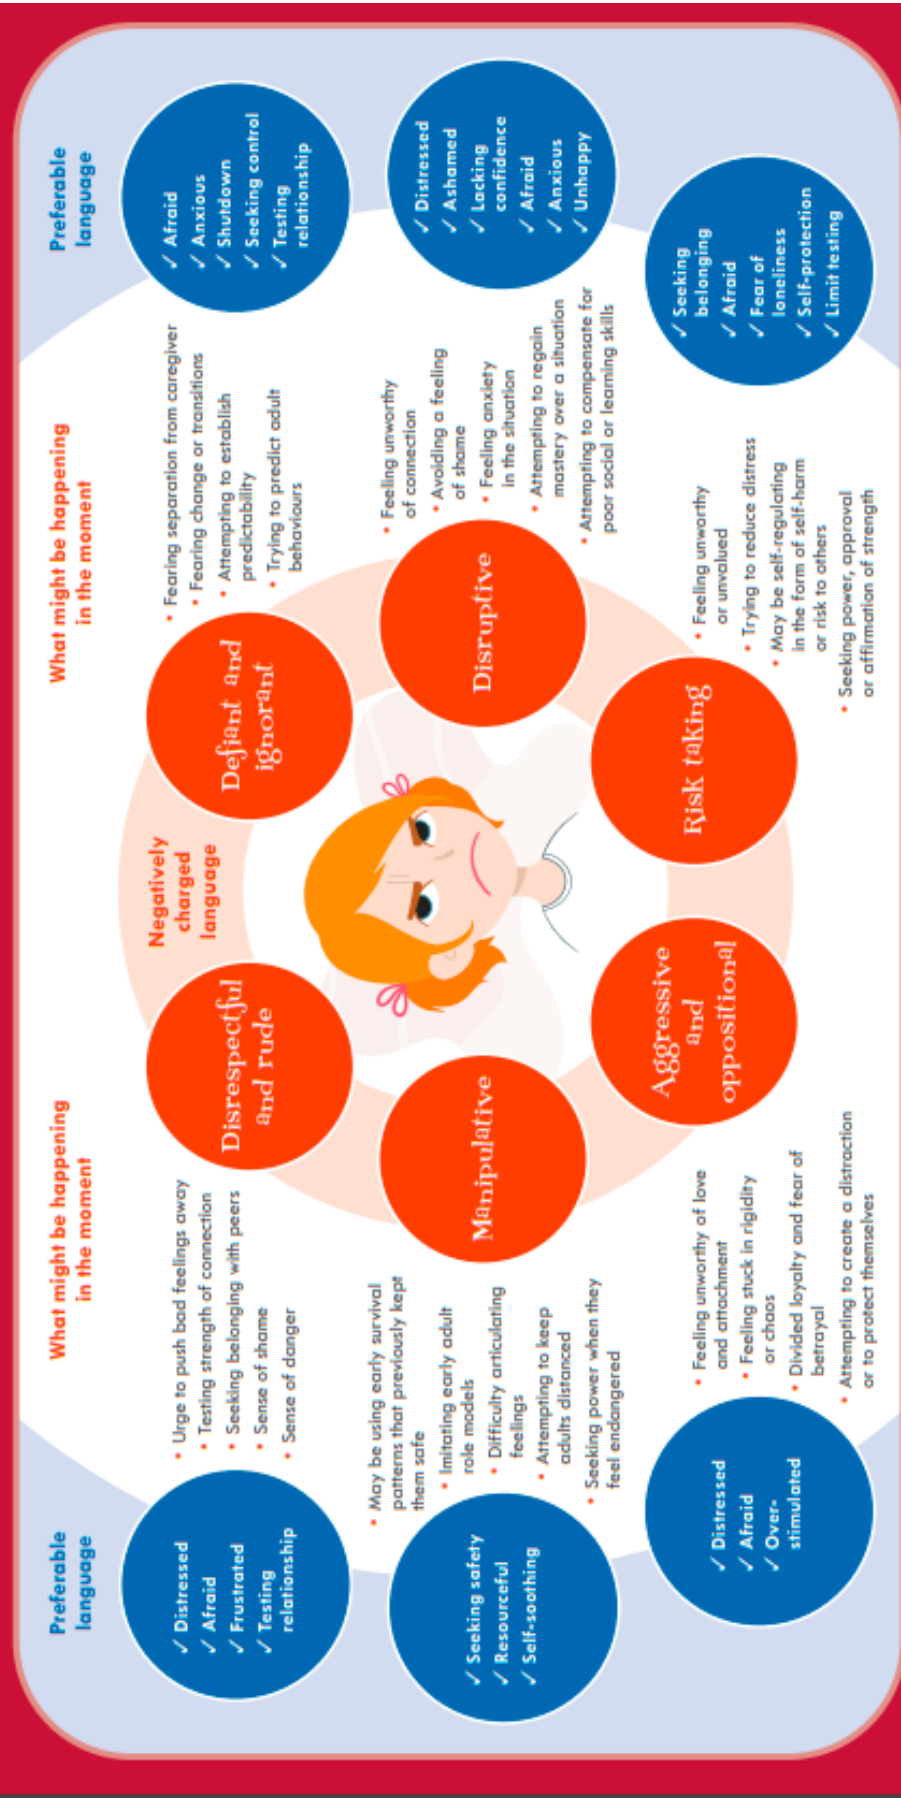 Preferable
language
What might be happening
in the moment
Negatively
charged
language
What might be happening
in the moment
Preferable
language
✓ Distressed
✓ Afraid
✓ Frustrated
✓ Testing
relationship
• Urge to push bad feelings away
• Testing strength of connection
• Seeking belonging with peers
• Sense of shame
• Sense of danger
Disrespectful
and rude
Defiant and
ignorant
• Fearing separation from caregiver
• Fearing change or transitions
• Attempting to establish
predictability
• Trying to predict adult
behaviours
✓ Afraid
✓ Anxious
✓ Shutdown
✓ Seeking control
✓ Testing
relationship
✓ Seeking safety
✓ Resourceful
✓ Self-soothing
• May be using early survival
patterns that previously kept
them safe
• Imitating early adult
role models
• Difficulty articulating
feelings
• Attempting to keep
adults distanced
• Seeking power when they
feel endangered
Manipulative
Disruptive
• Feeling unworthy
of connection
• Avoiding a feeling
of shame
• Feeling anxiety
in the situation
• Attempting to regain
mastery over a situation
• Attempting to compensate for
poor social or learning skills
✓ Distressed
✓ Ashamed
✓ Lacking
confidence
✓ Afraid
✓ Anxious
✓ Unhappy
✓ Distressed
✓ Afraid
✓ Over-
stimulated
• Feeling unworthy of love
and attachment
• Feeling stuck in rigidity
or chaos
• Divided loyalty and fear of
betrayal
• Attempting to create a distraction
or to protect themselves
Aggressive
and
oppositional
Risk taking
• Feeling unworthy
or unvalued
• Trying to reduce distress
• May be self-regulating
in the form of self-harm
or risk to others
• Seeking power, approval
or affirmation of strength
✓ Seeking
belonging
✓ Afraid
✓ Fear of
loneliness
✓ Self-protection
✓ Limit testing